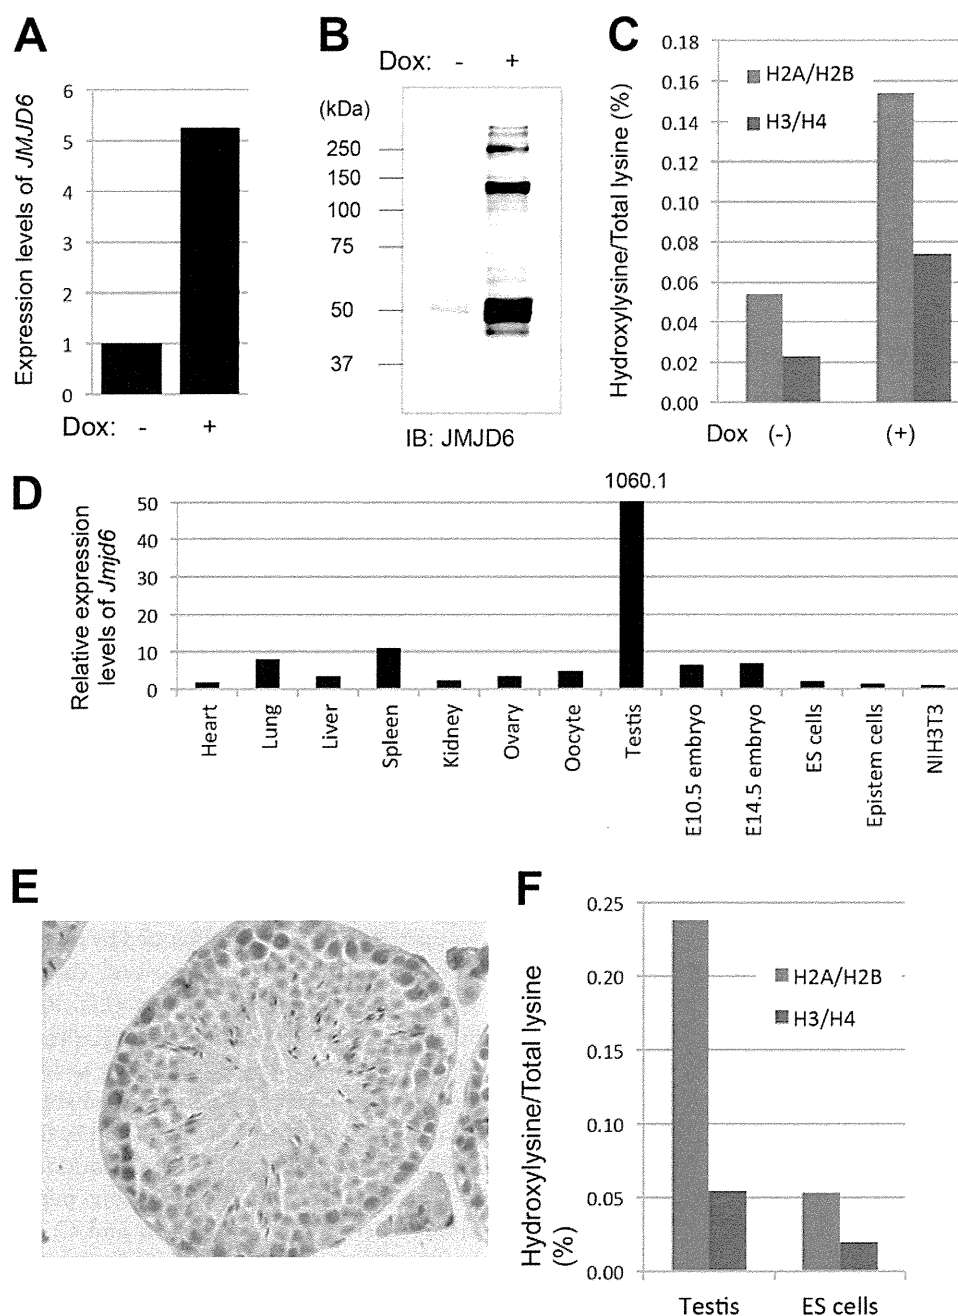 A
Expression levels of JMJD6
6
5
4
3
2
1
0
Dox: - +
B
Dox: - +
(kDa)
250
150
100
75
50
37
IB: JMJD6
C
Hydroxylysine/Total lysine (%)
0.18
0.16
0.14
0.12
0.10
0.08
0.06
0.04
0.02
0.00
H2A/H2B
H3/H4
Dox (-) (+)
D
Relative expression
levels of Jmjd6
1060.1
50
40
30
20
10
0
Heart
Lung
Liver
Spleen
Kidney
Ovary
Oocyte
Testis
E10.5 embryo
E14.5 embryo
ES cells
Epistem cells
NIH3T3
E
F
Hydroxylysine/Total lysine
(%)
0.25
0.20
0.15
0.10
0.05
0.00
H2A/H2B
H3/H4
Testis ES cells